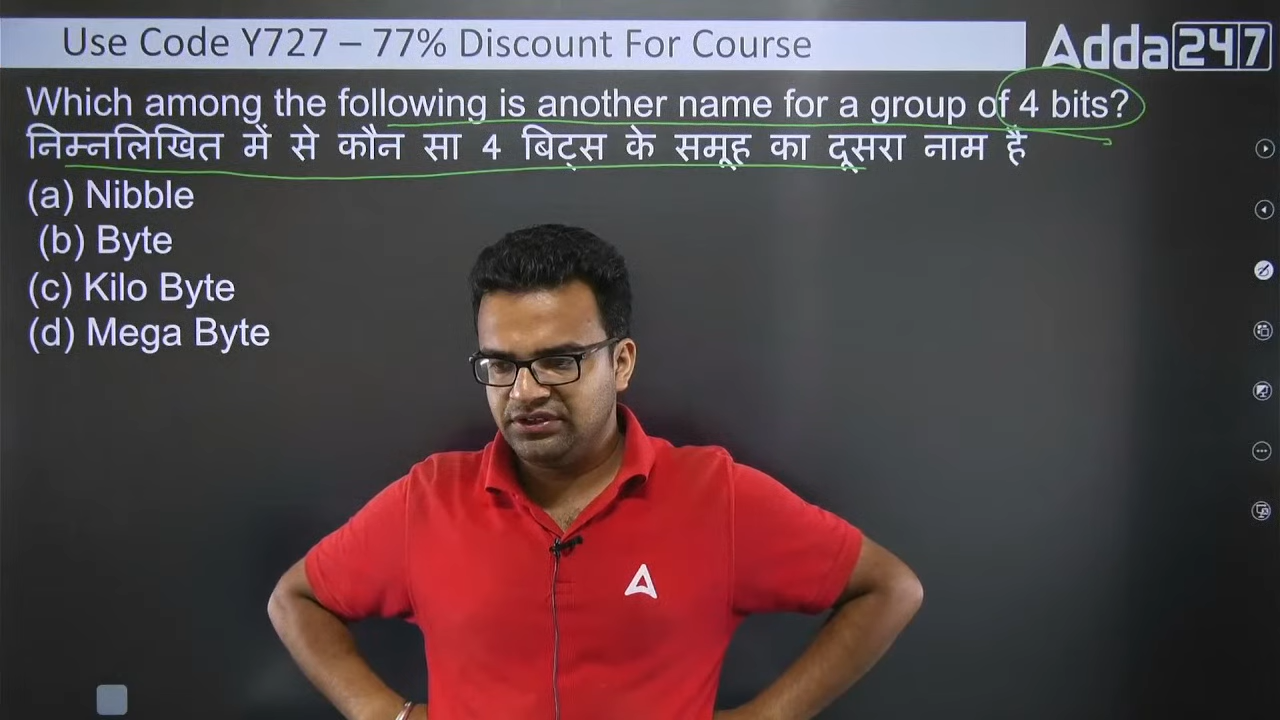 Use Code Y727 – 77% Discount For Course
Adda247
Which among the following is another name for a group of 4 bits?
निम्नलिखित में से कौन सा 4 बिट्स के समूह का दूसरा नाम है
(a) Nibble
(b) Byte
(c) Kilo Byte
(d) Mega Byte